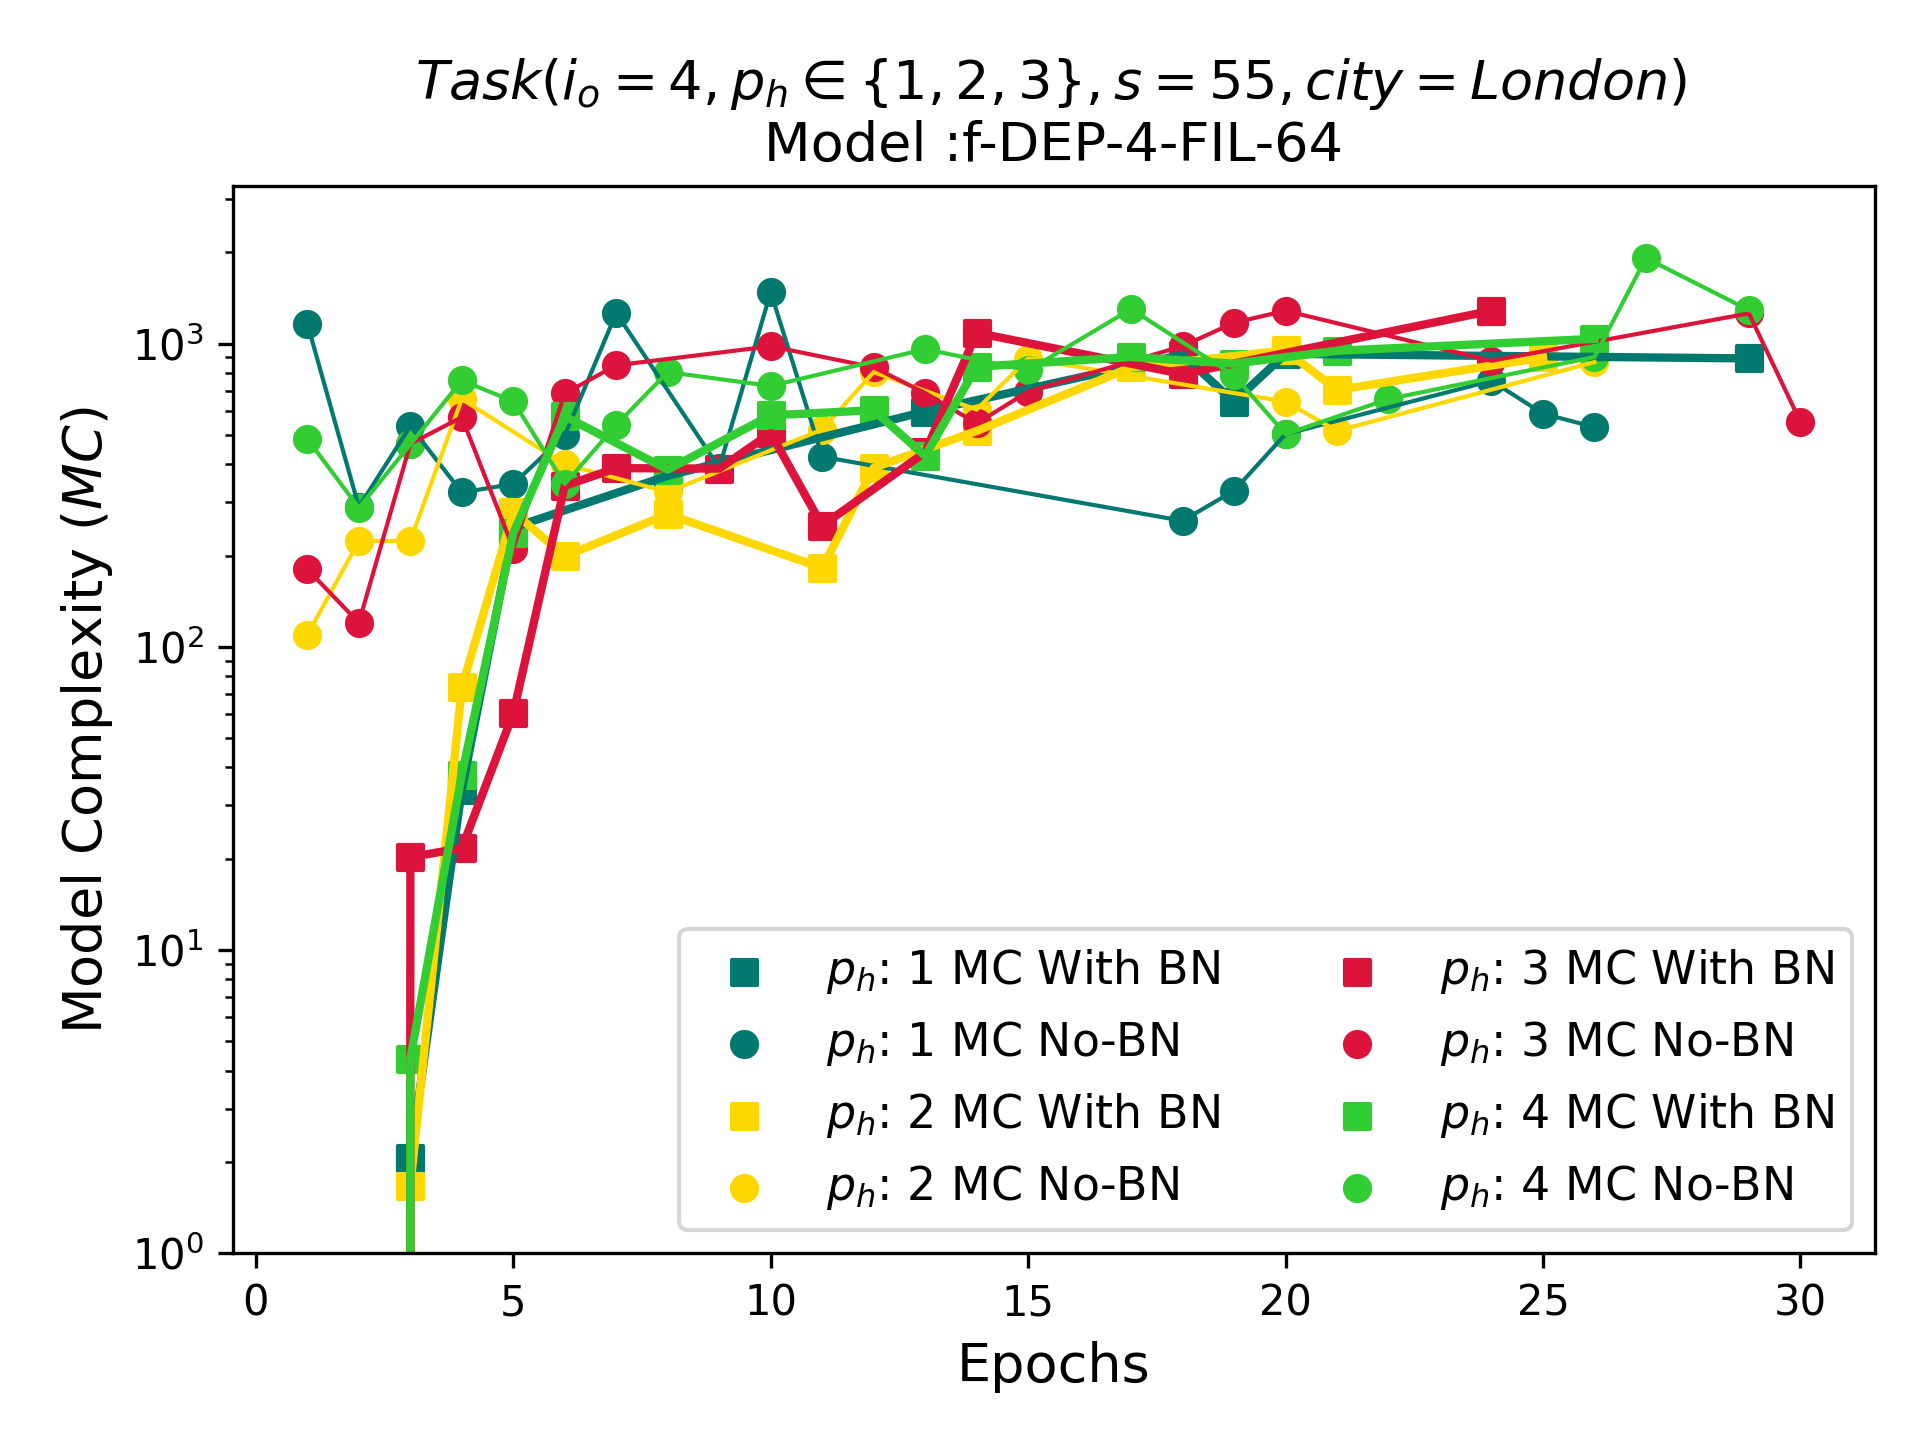 Task(i_o = 4, p_h ∈ {1, 2, 3}, s = 55, city = London)
Model :f-DEP-4-FIL-64
Model Complexity (MC)
10^3
10^2
10^1
10^0
p_h: 1 MC With BN
p_h: 1 MC No-BN
p_h: 2 MC With BN
p_h: 2 MC No-BN
p_h: 3 MC With BN
p_h: 3 MC No-BN
p_h: 4 MC With BN
p_h: 4 MC No-BN
0 5 10 15 20 25 30
Epochs